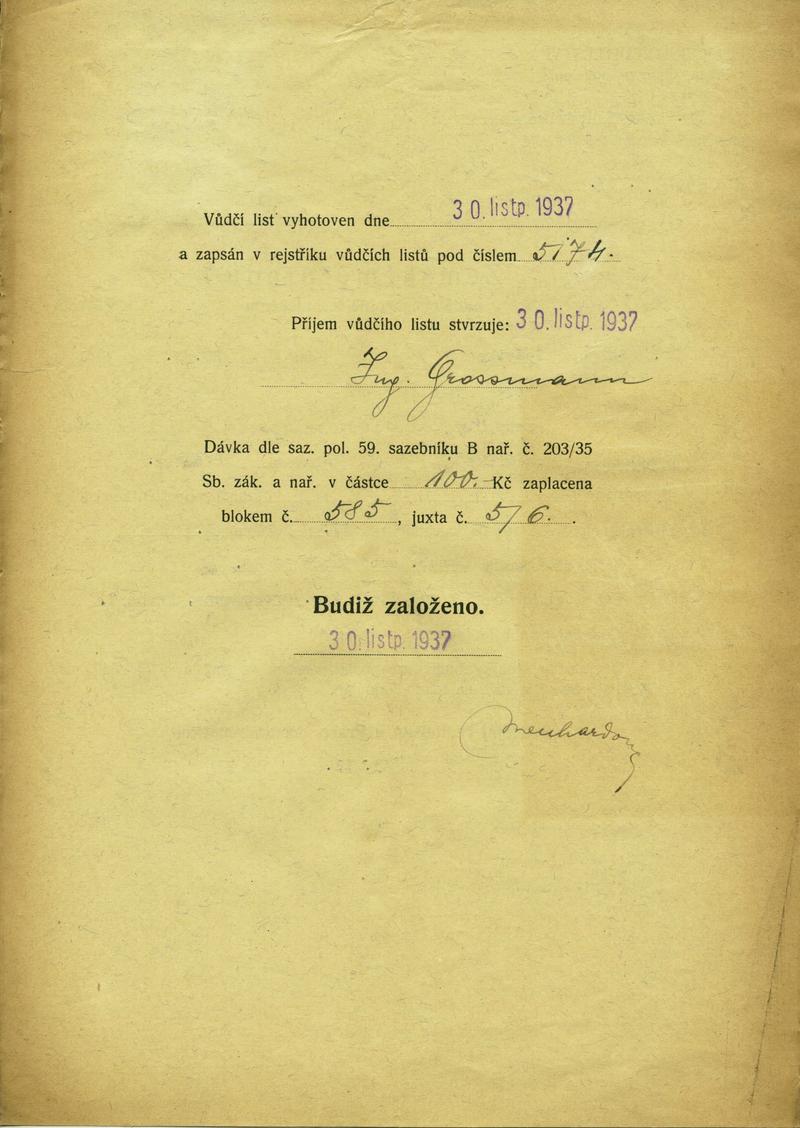 Vůdčí list vyhotoven dne 30. listp. 1937
a zapsán v rejstříku vůdčích listů pod číslem 5174.
Příjem vůdčího listu stvrzuje: 30. listp. 1937
Ing. Grossmann
Dávka dle saz. pol. 59. sazebníku B nař. č. 203/35
Sb. zák. a nař. v částce 100.- Kč zaplacena
blokem č. 585, juxta č. 576.
Budiž založeno.
30. listp. 1937